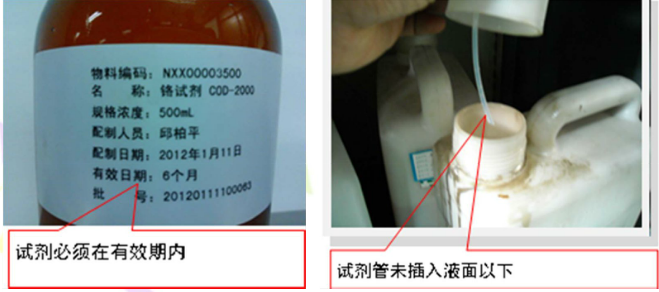 物料编码：NXX00003500
名　　称：铬试剂 COD-2000
规格浓度：500mL
配制人员：邱柏平
配制日期：2012年1月11日
有效日期：6个月
批　　号：20120111100063
试剂必须在有效期内
试剂管未插入液面以下